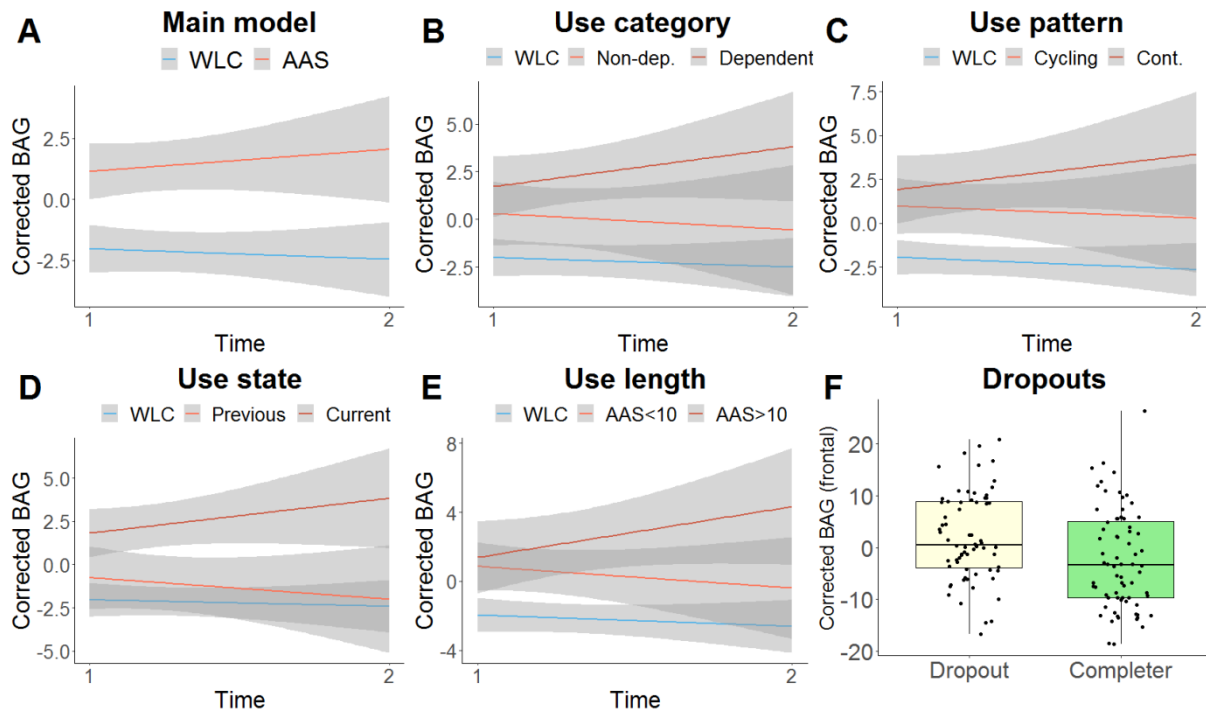 A
Main model
WLC AAS
Corrected BAG
2.5
0.0
-2.5
1
2
Time
B
Use category
WLC Non-dep. Dependent
Corrected BAG
5.0
2.5
0.0
-2.5
1
2
Time
C
Use pattern
WLC Cycling Cont.
Corrected BAG
7.5
5.0
2.5
0.0
-2.5
1
2
Time
D
Use state
WLC Previous Current
Corrected BAG
5.0
2.5
0.0
-2.5
-5.0
1
2
Time
E
Use length
WLC AAS<10 AAS>10
Corrected BAG
8
4
0
-4
1
2
Time
F
Dropouts
Corrected BAG (frontal)
20
10
0
-10
-20
Dropout
Completer